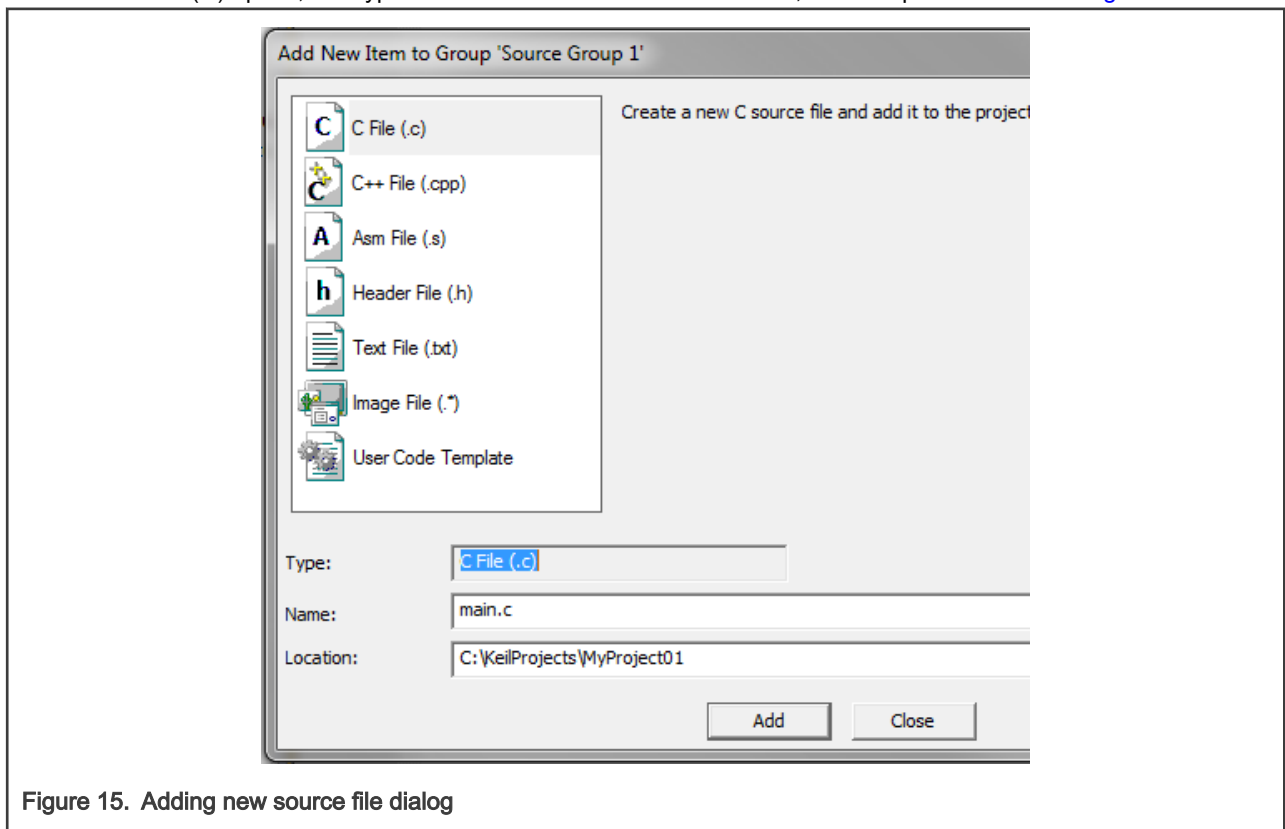 Add New Item to Group 'Source Group 1'
C File (.c)
Create a new C source file and add it to the project
C++ File (.cpp)
Asm File (.s)
Header File (.h)
Text File (.txt)
Image File (.*)
User Code Template
Type: C File (.c)
Name: main.c
Location: C:\KeilProjects\MyProject01
Add Close
Figure 15. Adding new source file dialog